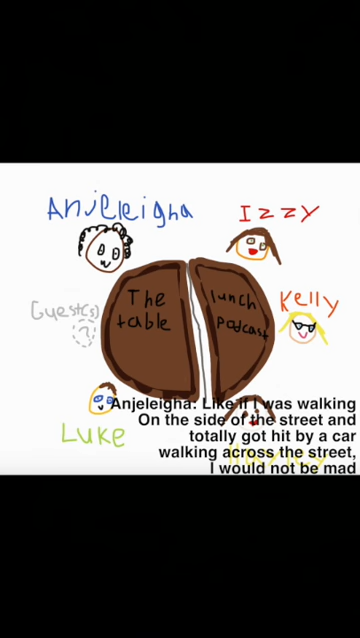 Anjeleigha
Izzy
The table
lunch podcast
Kelly
Guest(s)
?
Luke
Anjeleigha: Like if I was walking
On the side of the street and
totally got hit by a car
walking across the street,
I would not be mad